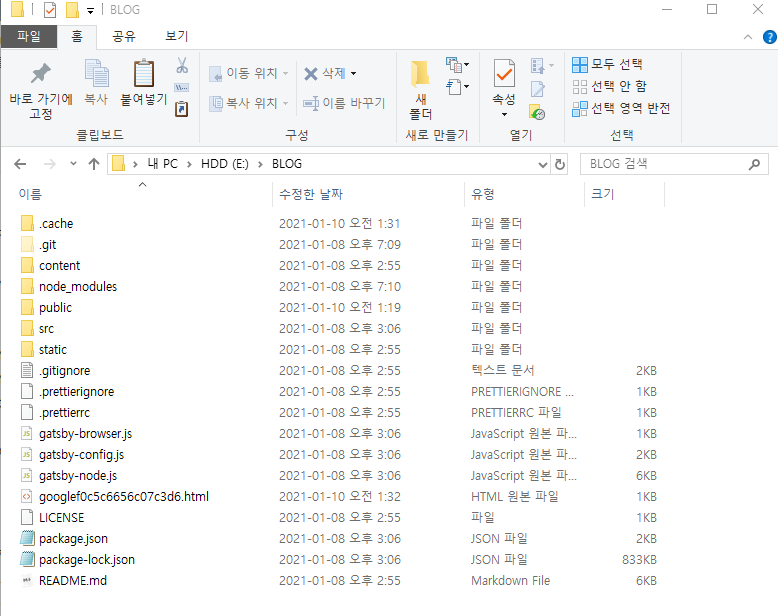 BLOG
파일 홈 공유 보기
바로 가기에 고정
복사
붙여넣기
클립보드
이동 위치
복사 위치
삭제
이름 바꾸기
구성
새 폴더
새로 만들기
속성
열기
모두 선택
선택 안 함
선택 영역 반전
선택
내 PC > HDD (E:) > BLOG
BLOG 검색
이름 수정한 날짜 유형 크기
.cache 2021-01-10 오전 1:31 파일 폴더
.git 2021-01-08 오후 7:09 파일 폴더
content 2021-01-08 오후 2:55 파일 폴더
node_modules 2021-01-08 오후 7:10 파일 폴더
public 2021-01-10 오전 1:19 파일 폴더
src 2021-01-08 오후 3:06 파일 폴더
static 2021-01-08 오후 2:55 파일 폴더
.gitignore 2021-01-08 오후 2:55 텍스트 문서 2KB
.prettierignore 2021-01-08 오후 2:55 PRETTIERIGNORE ... 1KB
.prettierrc 2021-01-08 오후 2:55 PRETTIERRC 파일 1KB
gatsby-browser.js 2021-01-08 오후 3:06 JavaScript 원본 파... 1KB
gatsby-config.js 2021-01-08 오후 3:06 JavaScript 원본 파... 2KB
gatsby-node.js 2021-01-08 오후 3:06 JavaScript 원본 파... 6KB
googlef0c5c6656c07c3d6.html 2021-01-10 오전 1:32 HTML 원본 파일 1KB
LICENSE 2021-01-08 오후 2:55 파일 1KB
package.json 2021-01-08 오후 3:06 JSON 파일 2KB
package-lock.json 2021-01-08 오후 3:06 JSON 파일 833KB
README.md 2021-01-08 오후 2:55 Markdown File 6KB